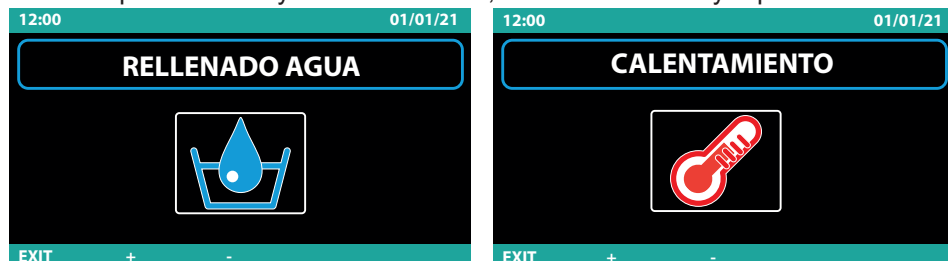 12:00 01/01/21
RELLENADO AGUA
EXIT + -
12:00 01/01/21
CALENTAMIENTO
EXIT + -